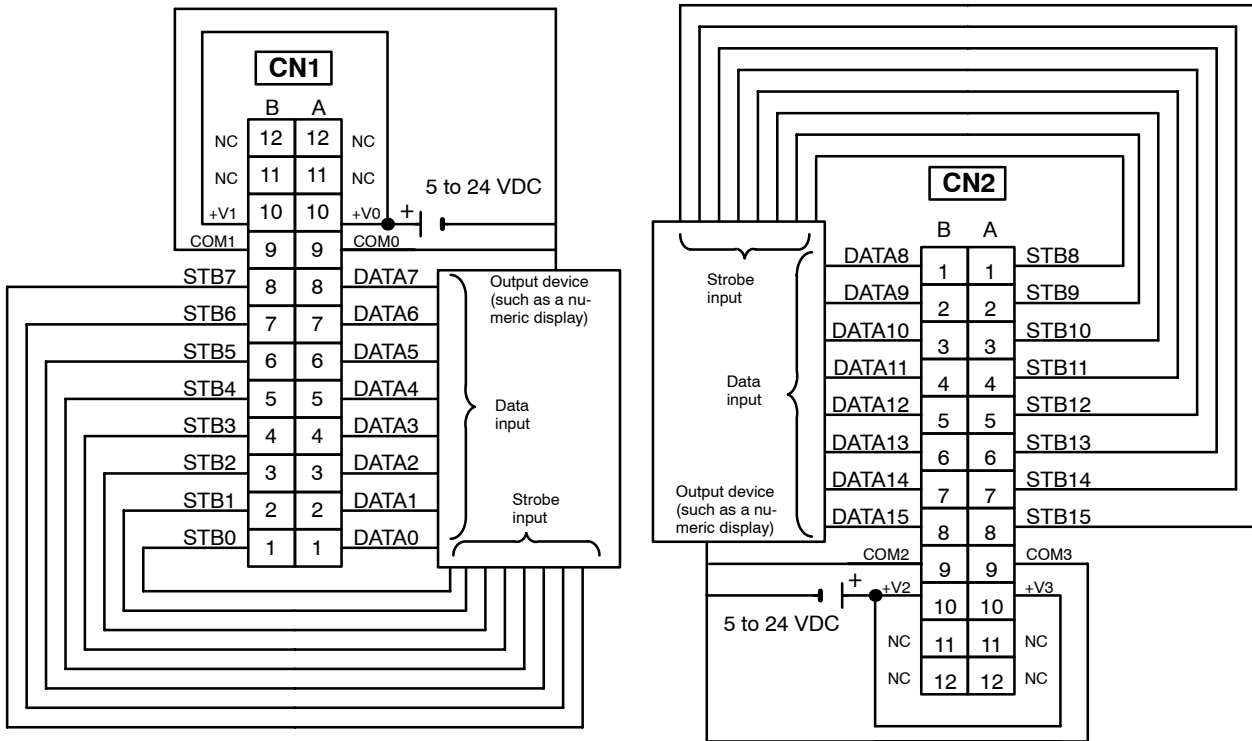 CN1
B A
NC 12 12 NC
NC 11 11 NC
+V1 10 10 +V0 + 5 to 24 VDC
COM1 9 9 COM0
STB7 8 8 DATA7
STB6 7 7 DATA6
STB5 6 6 DATA5
STB4 5 5 DATA4
STB3 4 4 DATA3
STB2 3 3 DATA2
STB1 2 2 DATA1
STB0 1 1 DATA0
Output device
(such as a nu-
meric display)
Data
input
Strobe
input
CN2
B A
DATA8 1 1 STB8
DATA9 2 2 STB9
DATA10 3 3 STB10
DATA11 4 4 STB11
DATA12 5 5 STB12
DATA13 6 6 STB13
DATA14 7 7 STB14
DATA15 8 8 STB15
COM2 9 9 COM3
+ +V2 10 10 +V3
5 to 24 VDC
NC 11 11 NC
NC 12 12 NC
Strobe
input
Data
input
Output device
(such as a nu-
meric display)